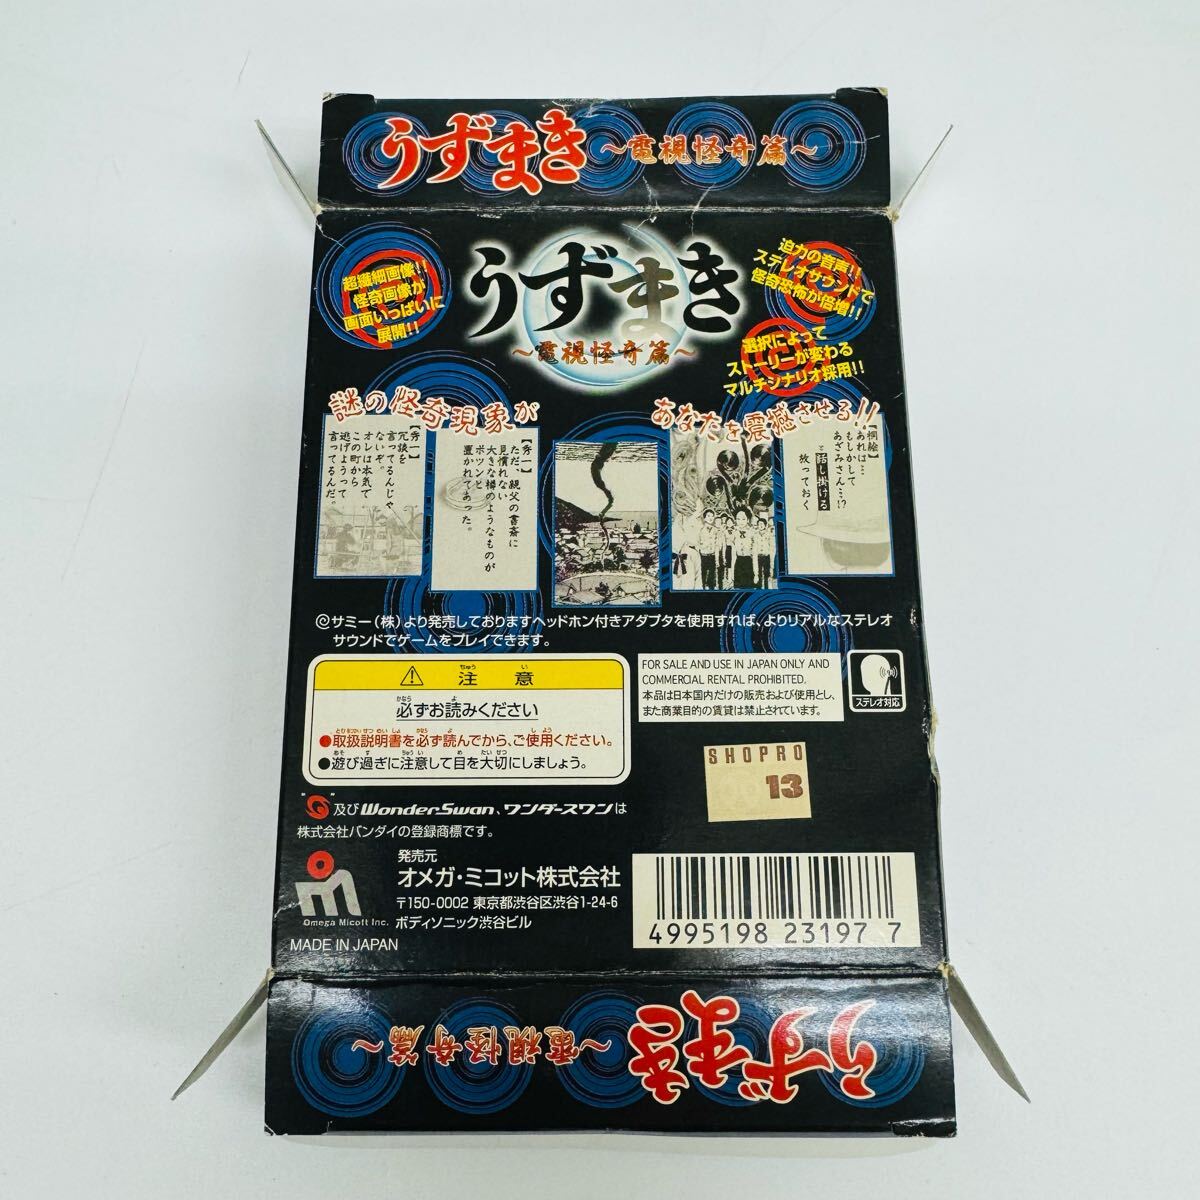 うずまき
～電視怪奇篇～
うずまき
～電視怪奇篇～
超繊細画像!!
怪奇画像が
画面いっぱいに
展開!!
迫力の音声!!
ステレオサウンドで
怪奇恐怖が倍増!!
選択によって
ストーリーが変わる
マルチシナリオ採用!!
謎の怪奇現象が
あなたを震撼させる!!
【秀一】
冗談を
言ってるんじゃ
ないぞ。
オレは本気で
この町から
逃げようって
言ってるんだ。
【秀一】
ただ、親父の書斎に
見慣れない
大きな樽のようなものが
ポツンと
置かれてあった。
【桐絵】
あれは…
もしかして
あざみさん…!?
話し掛ける
放っておく
サミー（株）より発売しておりますヘッドホン付きアダプタを使用すれば、よりリアルなステレオ
サウンドでゲームをプレイできます。
注意
ちゅう い
必ずお読みください
かなら よ
●取扱説明書を必ず読んでから、ご使用ください。
●遊び過ぎに注意して目を大切にしましょう。
FOR SALE AND USE IN JAPAN ONLY AND
COMMERCIAL RENTAL PROHIBITED.
本品は日本国内だけの販売および使用とし、
また商業目的の賃貸は禁止されています。
ステレオ対応
SHOPRO
13
" "及びWonderSwan、ワンダースワンは
株式会社バンダイの登録商標です。
発売元
オメガ・ミコット株式会社
〒150-0002 東京都渋谷区渋谷1-24-6
ボディソニック渋谷ビル
Omega Micott Inc.
MADE IN JAPAN
4995198 23197 7
うずまき
～電視怪奇篇～